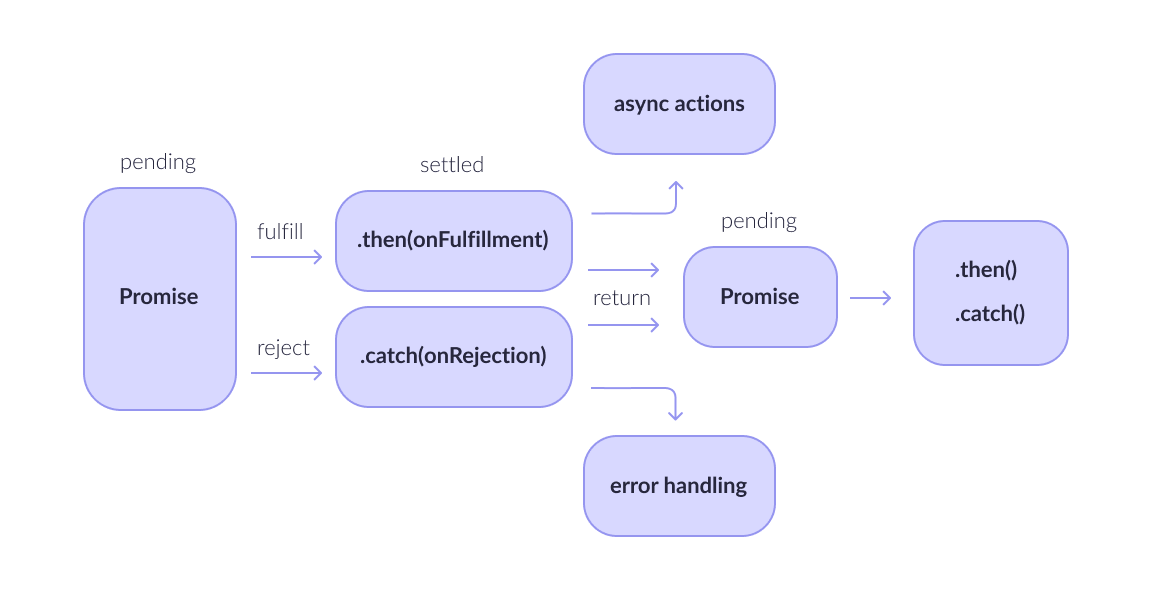 pending
Promise
fulfill
reject
settled
.then(onFulfillment)
.catch(onRejection)
async actions
return
error handling
pending
Promise
.then()
.catch()